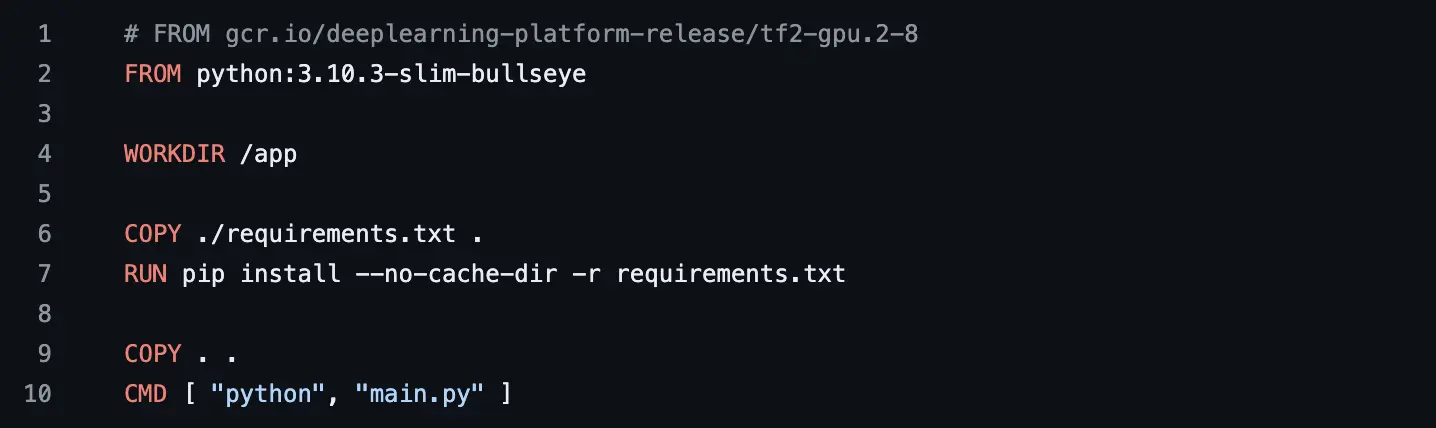 1 # FROM gcr.io/deeplearning-platform-release/tf2-gpu.2-8
2 FROM python:3.10.3-slim-bullseye
3
4 WORKDIR /app
5
6 COPY ./requirements.txt .
7 RUN pip install --no-cache-dir -r requirements.txt
8
9 COPY . .
10 CMD [ "python", "main.py" ]